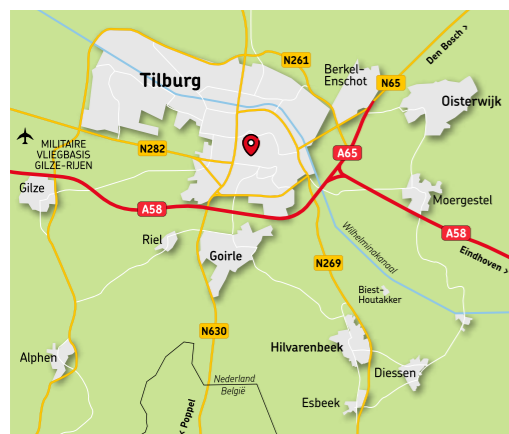 Den Bosch ›
N261
Berkel-
Enschot
N65
Tilburg
Oisterwijk
MILITAIRE
VLIEGBASIS
GILZE-RIJEN
N282
A65
Gilze
A58
Moergestel
A58
Riel
Goirle
Wilhelminakanaal
Eindhoven ›
N269
Biest-
Houtakker
N630
Hilvarenbeek
Alphen
Diessen
Nederland
België
Esbeek
Poppel